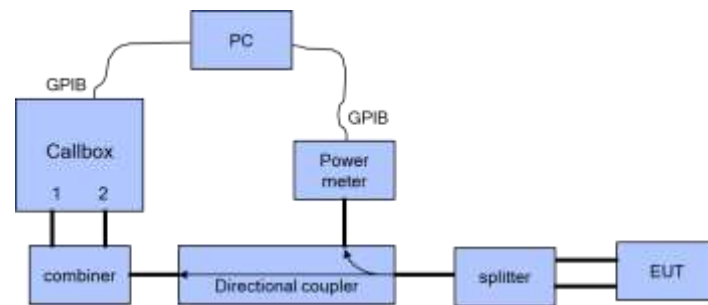 PC
GPIB
GPIB
Callbox
1 2
Power
meter
combiner
Directional coupler
splitter
EUT